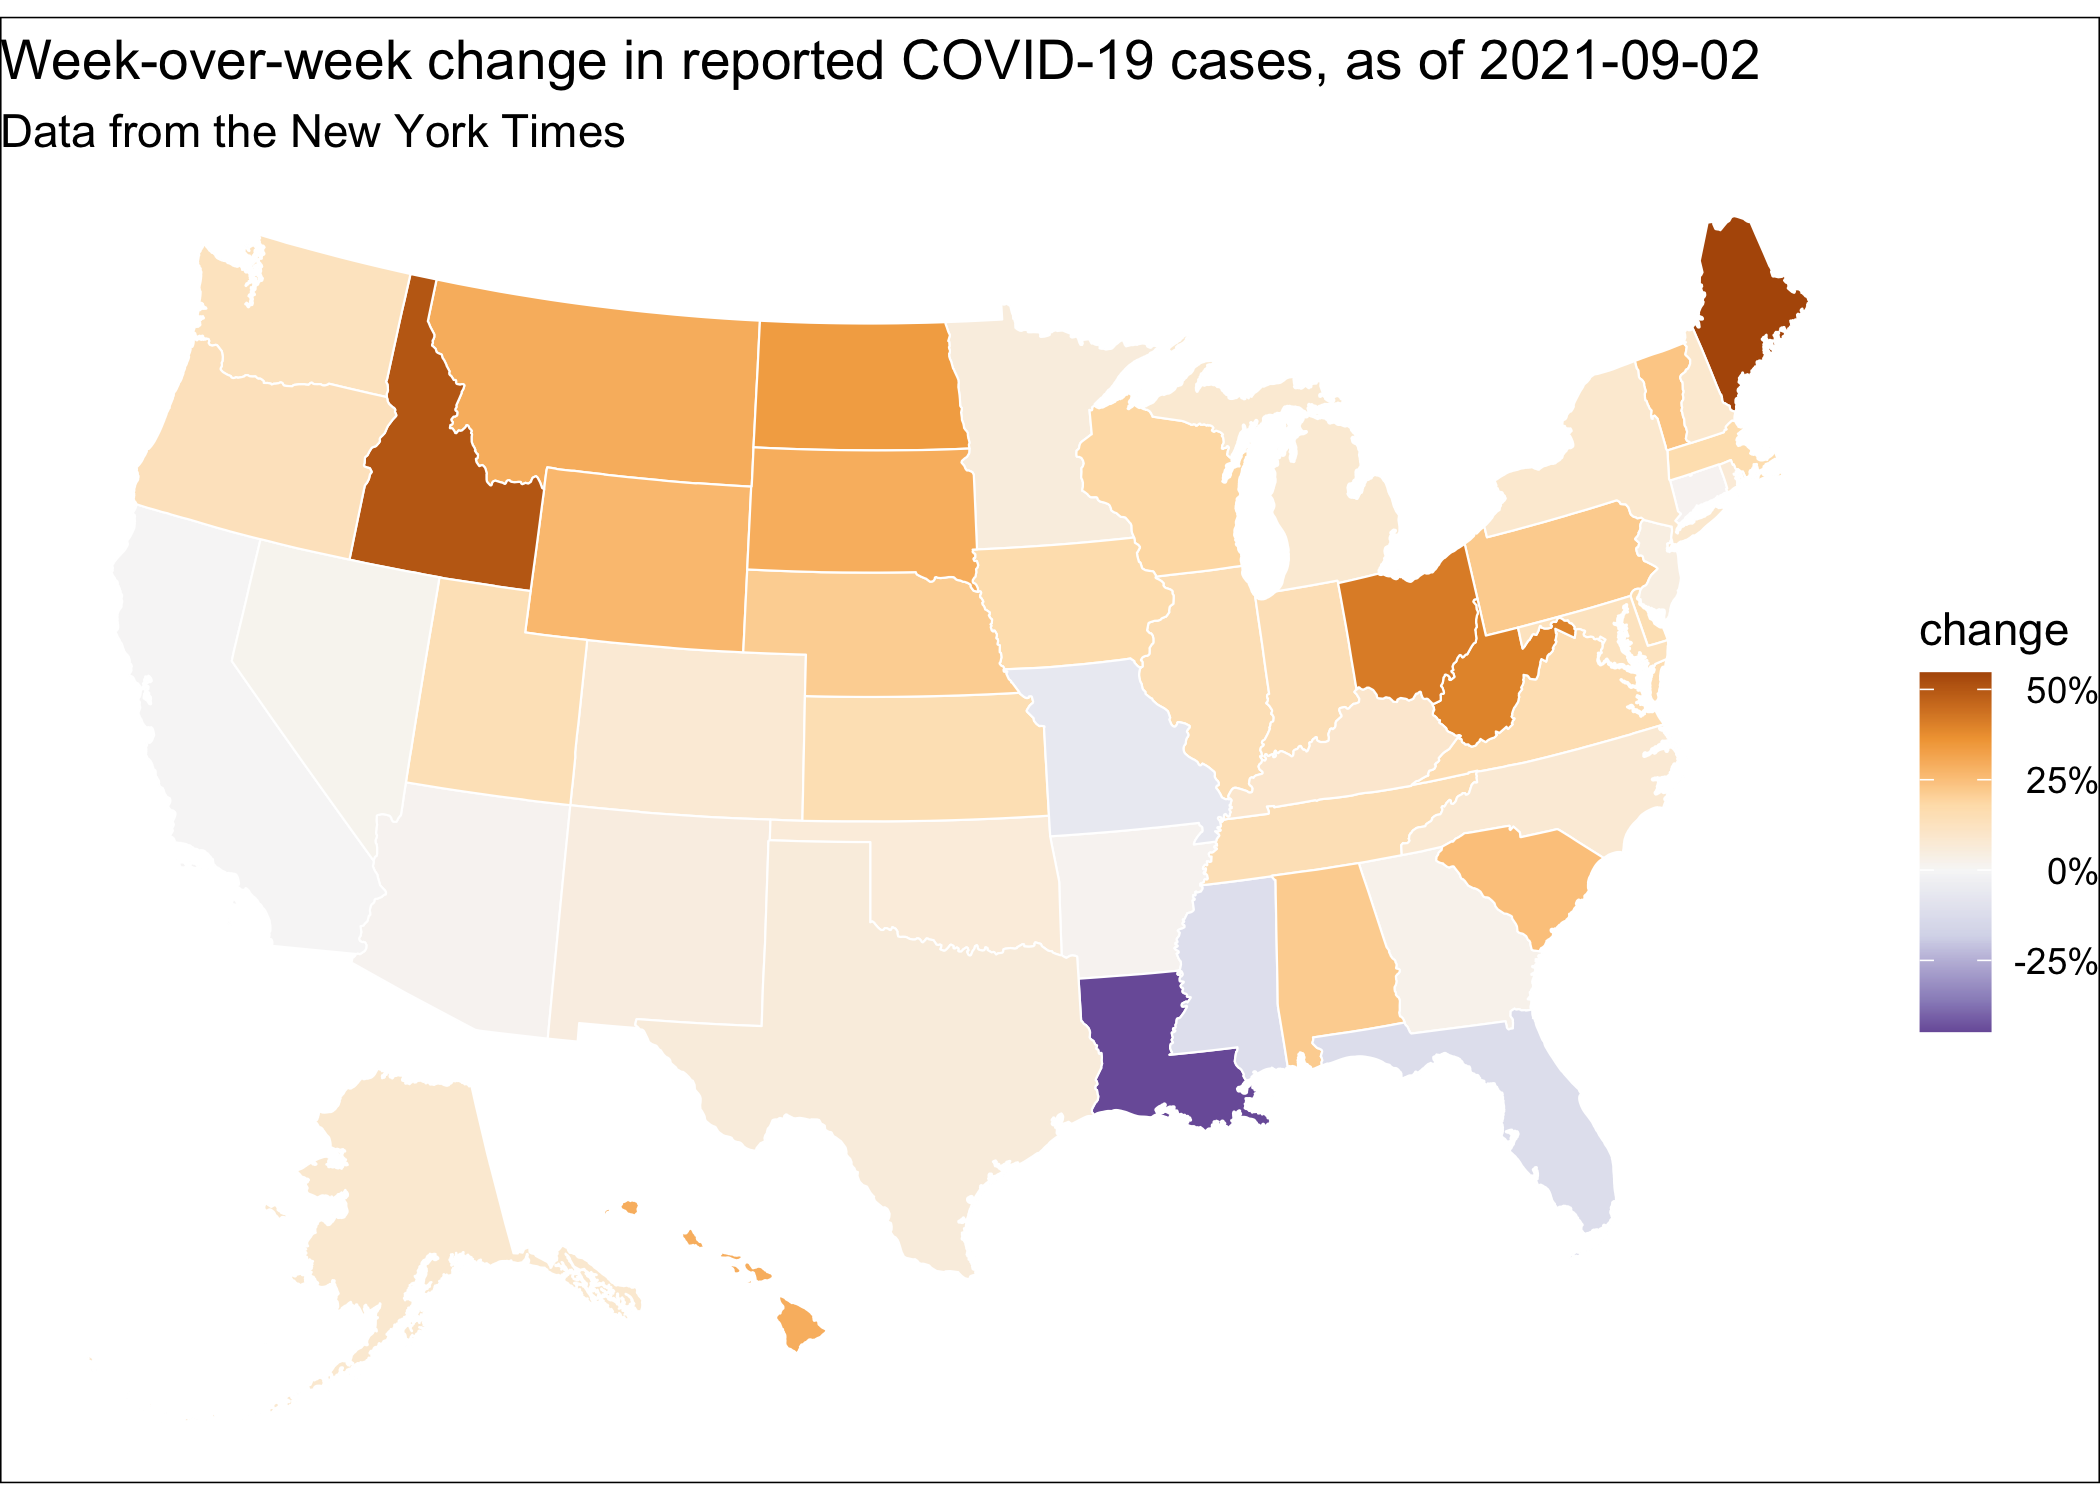 Week-over-week change in reported COVID-19 cases, as of 2021-09-02
Data from the New York Times
change
50%
25%
0%
-25%